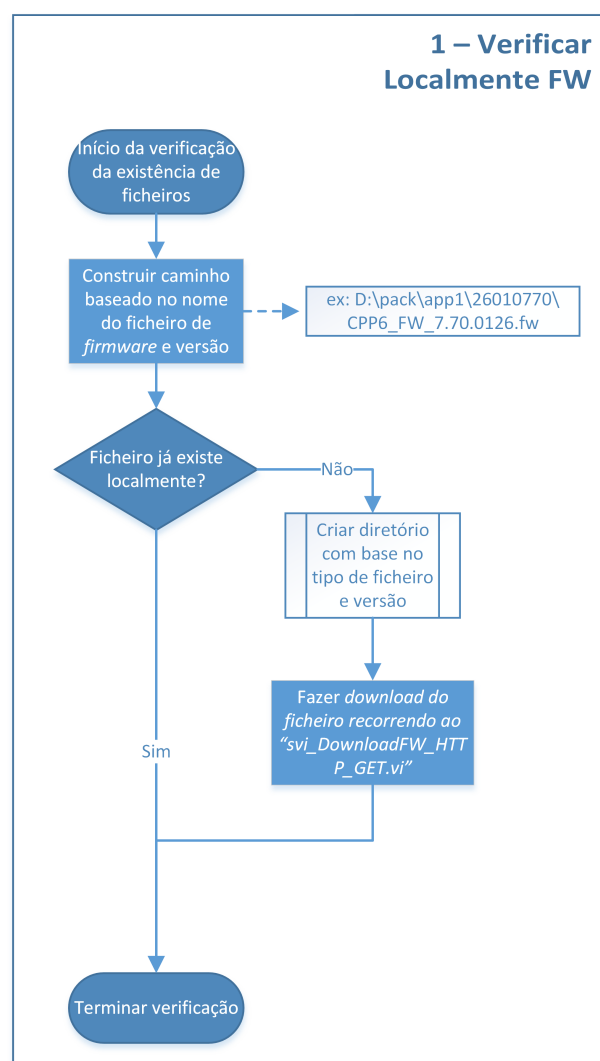 1 – Verificar
Localmente FW
Início da verificação
da existência de
ficheiros
Construir caminho
baseado no nome
do ficheiro de
firmware e versão
ex: D:\pack\app1\26010770\
CPP6_FW_7.70.0126.fw
Ficheiro já existe
localmente?
Não
Criar diretório
com base no
tipo de ficheiro
e versão
Fazer download do
ficheiro recorrendo ao
“svi_DownloadFW_HTT
P_GET.vi”
Sim
Terminar verificação